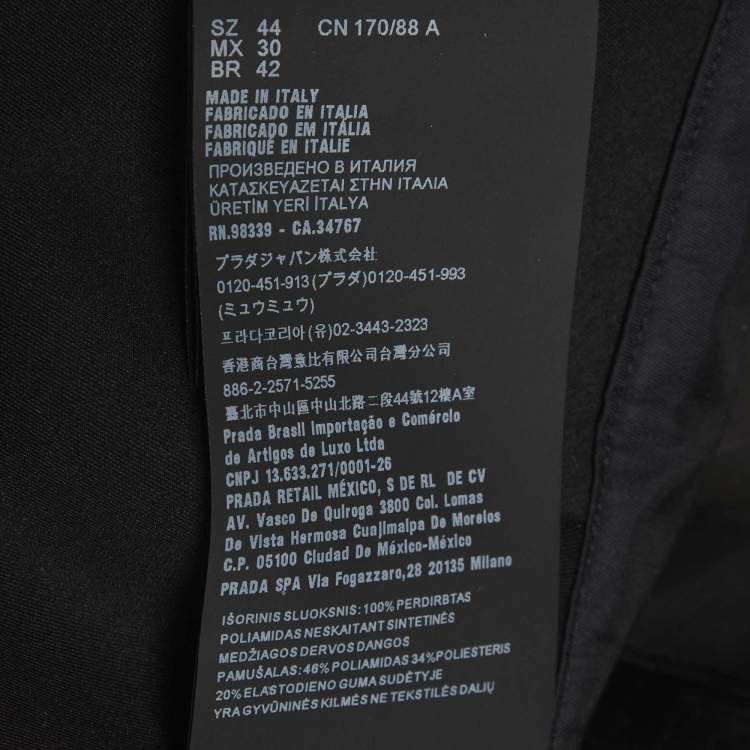 SZ 44 CN 170/88 A
MX 30
BR 42
MADE IN ITALY
FABRICADO EN ITALIA
FABRICADO EM ITÁLIA
FABRIQUÉ EN ITALIE
ПРОИЗВЕДЕНО В ИТАЛИЯ
ΚΑΤΑΣΚΕΥΑΖΕΤΑΙ ΣΤΗΝ ΙΤΑΛΙΑ
ÜRETİM YERİ İTALYA
RN.98339 - CA.34767
プラダジャパン株式会社
0120-451-913 (プラダ)0120-451-993
(ミュウミュウ)
프라다코리아(유)02-3443-2323
香港商台灣意比有限公司台灣分公司
886-2-2571-5255
臺北市中山區中山北路二段44號12樓A室
Prada Brasil Importação e Comércio
de Artigos de Luxo Ltda
CNPJ 13.633.271/0001-26
PRADA RETAIL MÉXICO, S DE RL DE CV
AV. Vasco De Quiroga 3800 Col. Lomas
De Vista Hermosa Cuajimalpa De Morelos
C.P. 05100 Ciudad De México-México
PRADA SPA Via Fogazzaro,28 20135 Milano
IŠORINIS SLUOKSNIS: 100% PERDIRBTAS
POLIAMIDAS NESKAITANT SINTETINĖS
MEDŽIAGOS DERVOS DANGOS
PAMUŠALAS: 46% POLIAMIDAS 34%POLIESTERIS
20% ELASTODIENO GUMA SUDĖTYJE
YRA GYVŪNINĖS KILMĖS NE TEKSTILĖS DALIŲ